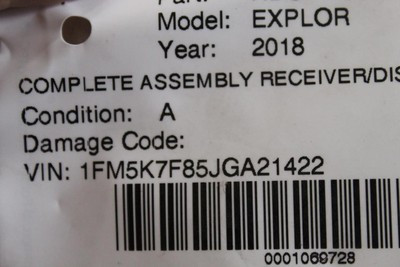 Model: EXPLOR
Year: 2018
COMPLETE ASSEMBLY RECEIVER/DIS
Condition: A
Damage Code:
VIN: 1FM5K7F85JGA21422
0001069728